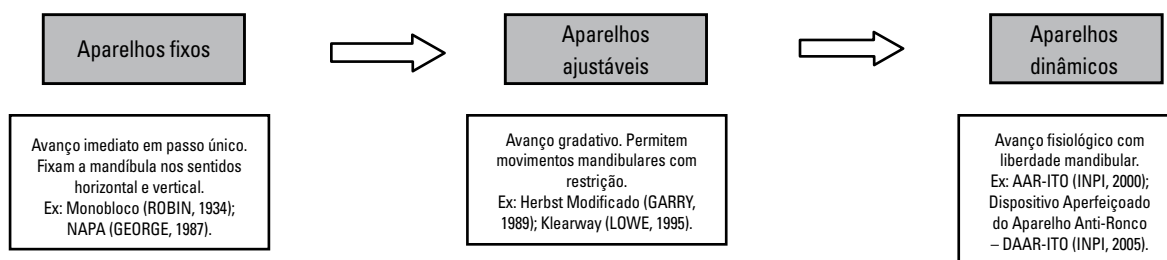 Aparelhos fixos
Aparelhos
ajustáveis
Aparelhos
dinâmicos
Avanço imediato em passo único.
Fixam a mandíbula nos sentidos
horizontal e vertical.
Ex: Monobloco (ROBIN, 1934);
NAPA (GEORGE, 1987).
Avanço gradativo. Permitem
movimentos mandibulares com
restrição.
Ex: Herbst Modificado (GARRY,
1989); Klearway (LOWE, 1995).
Avanço fisiológico com
liberdade mandibular.
Ex: AAR-ITO (INPI, 2000);
Dispositivo Aperfeiçoado
do Aparelho Anti-Ronco
– DAAR-ITO (INPI, 2005).